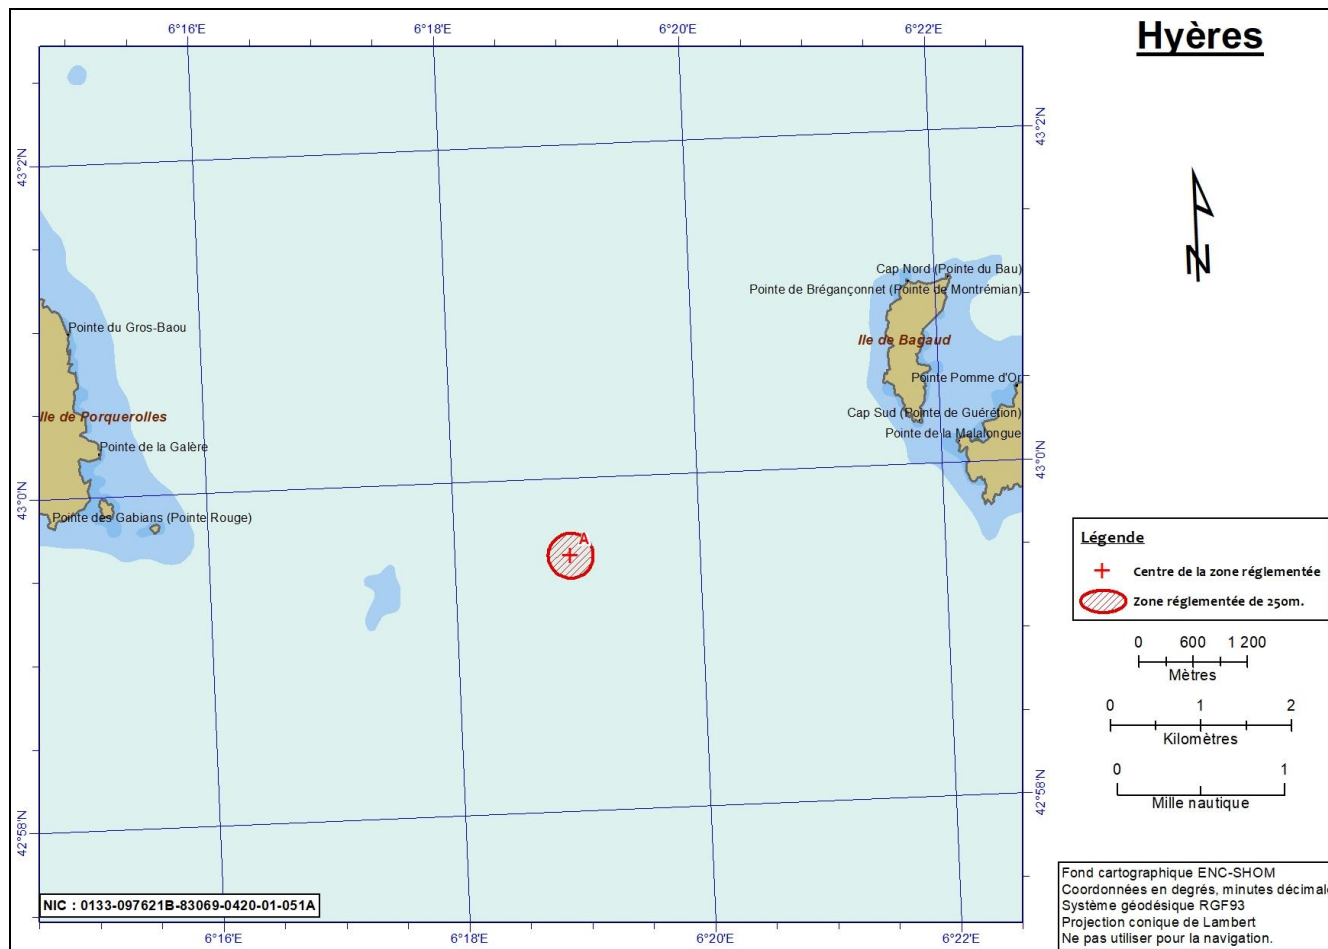 Hyères
6°16'E 6°18'E 6°20'E 6°22'E
43°2'N
43°2'N
Cap Nord (Pointe du Bau)
Pointe de Brégançonnet (Pointe de Montrémian)
Pointe du Gros-Baou
Ile de Bagaud
Pointe Pomme d'Or
Ile de Porquerolles
Cap Sud (Pointe de Guérétion)
Pointe de la Malalongue
Pointe de la Galère
43°0'N
43°0'N
Pointe des Gabians (Pointe Rouge)
A
N
Légende
Centre de la zone réglementée
Zone réglementée de 250m.
0 600 1 200
Mètres
0 1 2
Kilomètres
0 1
Mille nautique
42°58'N
42°58'N
NIC : 0133-097621B-83069-0420-01-051A
6°16'E 6°18'E 6°20'E 6°22'E
Fond cartographique ENC-SHOM
Coordonnées en degrés, minutes décimale
Système géodésique RGF93
Projection conique de Lambert
Ne pas utiliser pour la navigation.